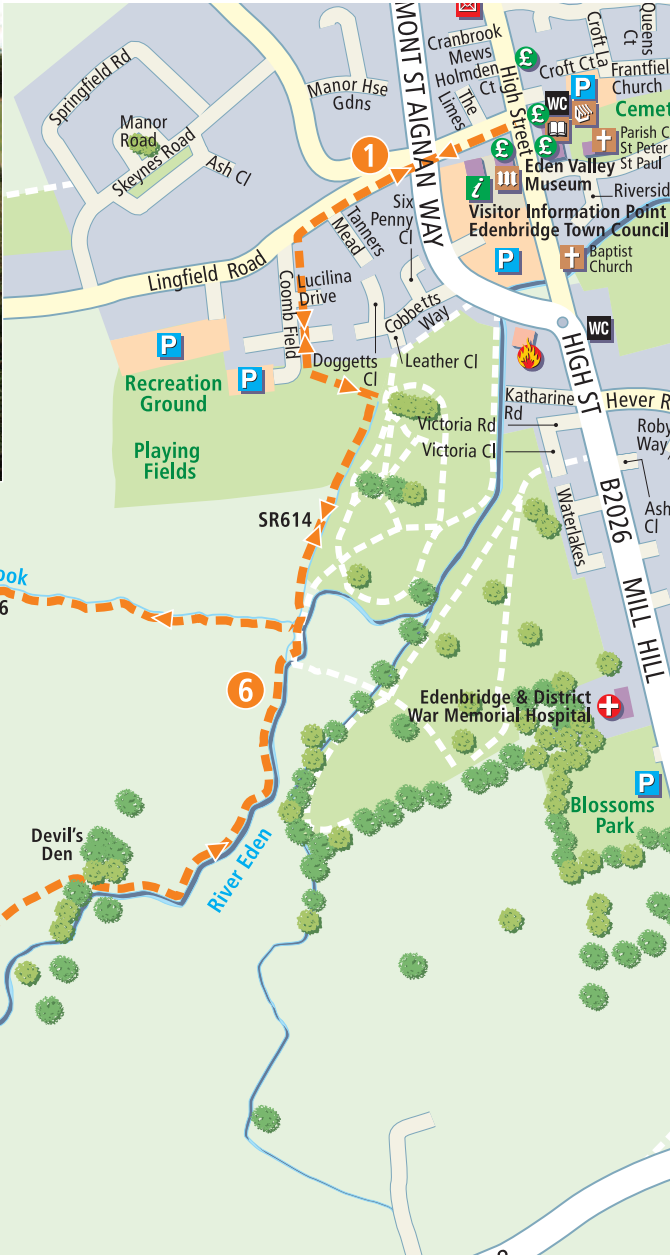 Queens
Ct
Croft La
Cranbrook
Mews
Holmden
Ct
MONT ST AIGNAN WAY
£
Croft Ct
Frantfiel
Church
Springfield Rd
Manor Hse
Gdns
The
Limes
High Street
P
WC
£
Cemet
Manor
Road
Skeynes Road
Ash Cl
1
£
£
Parish C
St Peter
St Paul
Eden Valley
Museum
i
m
Riversid
Visitor Information Point
Edenbridge Town Council
Six
Penny
Cl
Tanners
Mead
P
Baptist
Church
Lingfield Road
Coomb Field
Lucilina
Drive
Cobbetts
Way
WC
P
Doggetts
Cl
Leather Cl
HIGH ST
P
Recreation
Ground
Katharine
Rd
Hever R
Victoria Rd
Roby
Way
Playing
Fields
Victoria Cl
SR614
Waterlakes
B2026
Ash
Cl
ook
6
MILL HILL
6
Edenbridge & District
War Memorial Hospital
P
Blossoms
Park
Devil's
Den
River Eden